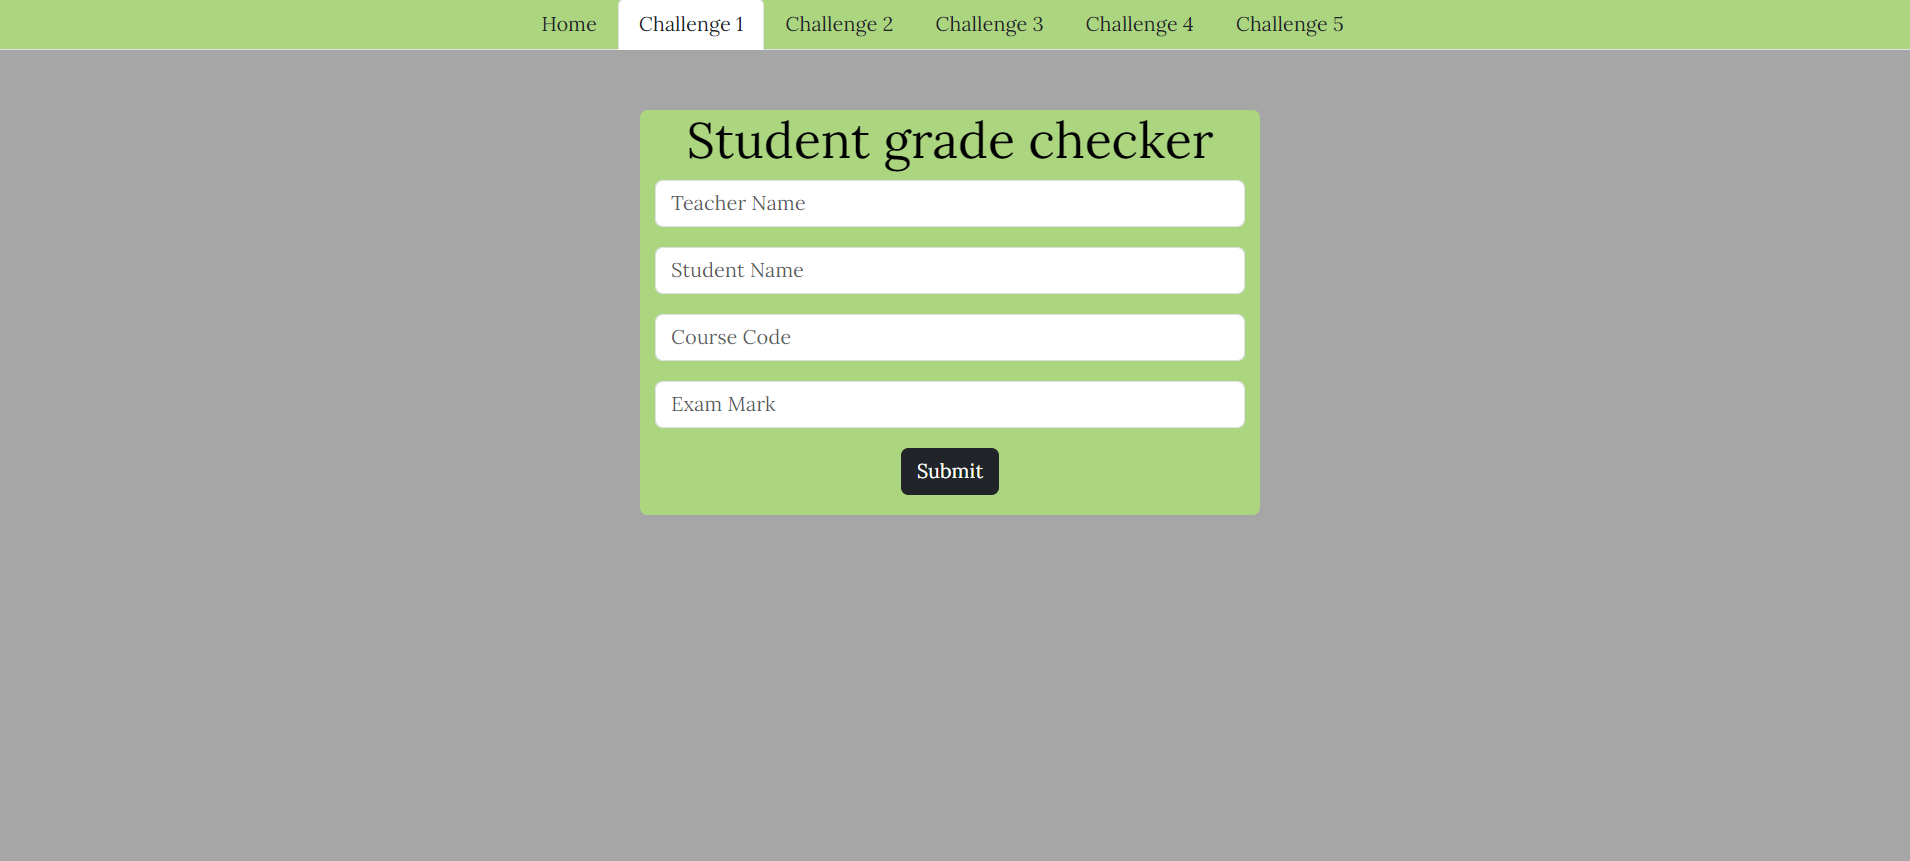 Home Challenge 1 Challenge 2 Challenge 3 Challenge 4 Challenge 5
Student grade checker
Teacher Name
Student Name
Course Code
Exam Mark
Submit